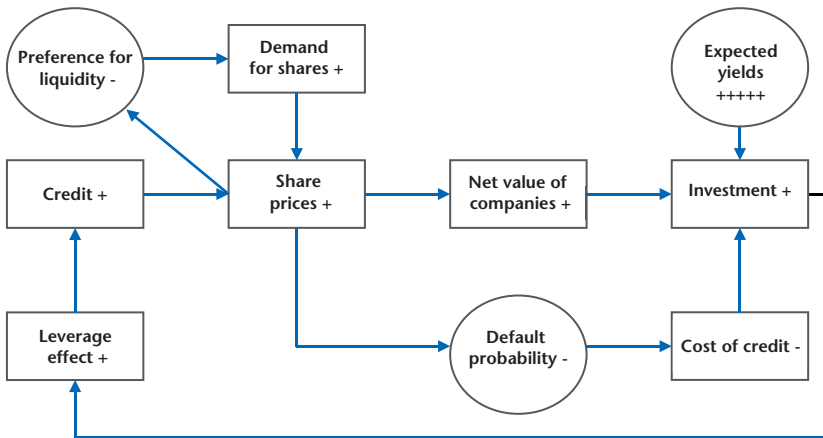 Preference for
liquidity -
Demand
for shares +
Expected
yields
+++++
Credit +
Share
prices +
Net value of
companies +
Investment +
Leverage
effect +
Default
probability -
Cost of credit -